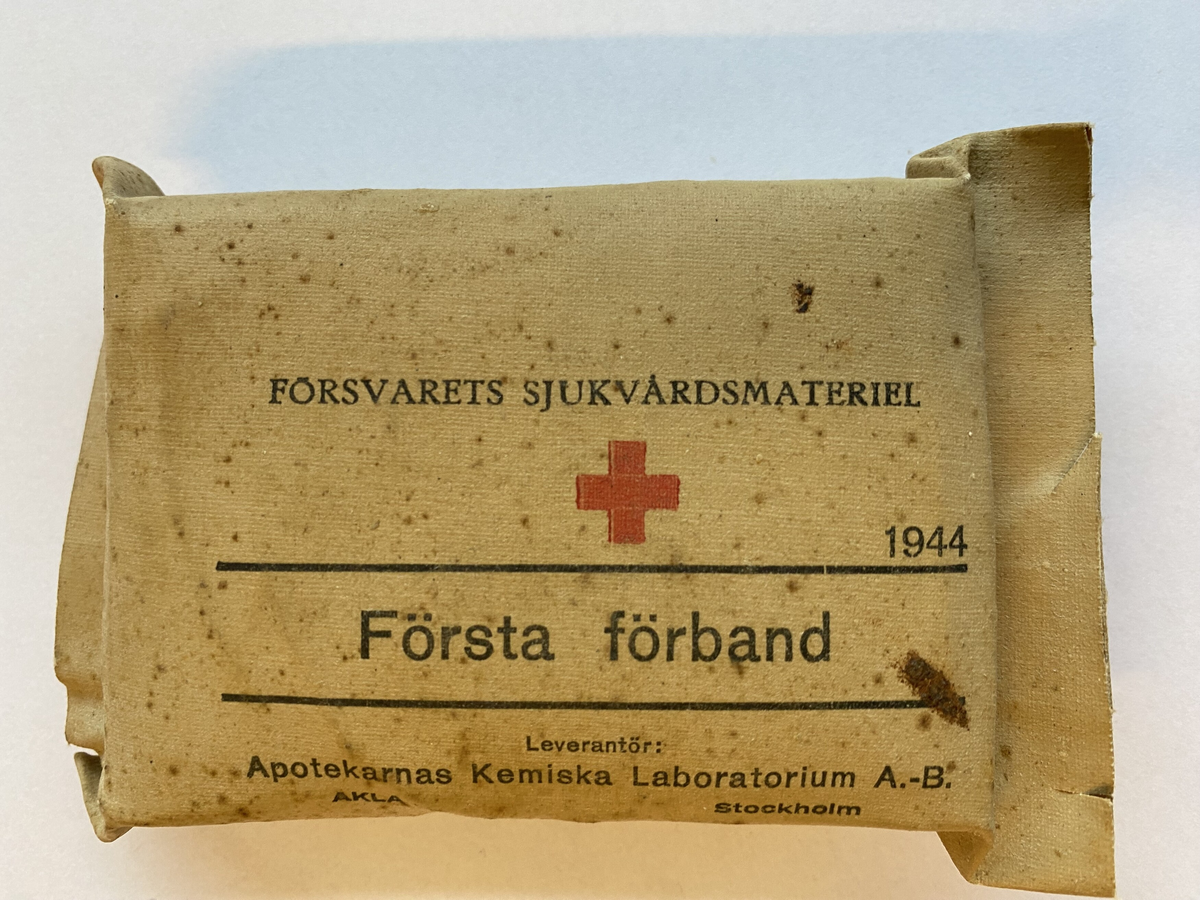 FÖRSVARETS SJUKVÅRDSMATERIEL
1944
Första förband
Leverantör:
Apotekarnas Kemiska Laboratorium A.-B.
AKLA Stockholm